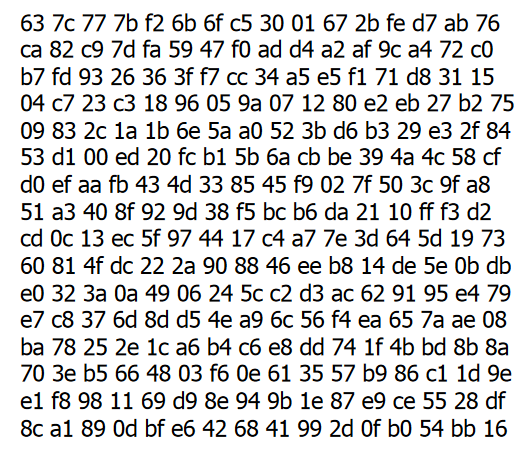 63 7c 77 7b f2 6b 6f c5 30 01 67 2b fe d7 ab 76
ca 82 c9 7d fa 59 47 f0 ad d4 a2 af 9c a4 72 c0
b7 fd 93 26 36 3f f7 cc 34 a5 e5 f1 71 d8 31 15
04 c7 23 c3 18 96 05 9a 07 12 80 e2 eb 27 b2 75
09 83 2c 1a 1b 6e 5a a0 52 3b d6 b3 29 e3 2f 84
53 d1 00 ed 20 fc b1 5b 6a cb be 39 4a 4c 58 cf
d0 ef aa fb 43 4d 33 85 45 f9 02 7f 50 3c 9f a8
51 a3 40 8f 92 9d 38 f5 bc b6 da 21 10 ff f3 d2
cd 0c 13 ec 5f 97 44 17 c4 a7 7e 3d 64 5d 19 73
60 81 4f dc 22 2a 90 88 46 ee b8 14 de 5e 0b db
e0 32 3a 0a 49 06 24 5c c2 d3 ac 62 91 95 e4 79
e7 c8 37 6d 8d d5 4e a9 6c 56 f4 ea 65 7a ae 08
ba 78 25 2e 1c a6 b4 c6 e8 dd 74 1f 4b bd 8b 8a
70 3e b5 66 48 03 f6 0e 61 35 57 b9 86 c1 1d 9e
e1 f8 98 11 69 d9 8e 94 9b 1e 87 e9 ce 55 28 df
8c a1 89 0d bf e6 42 68 41 99 2d 0f b0 54 bb 16